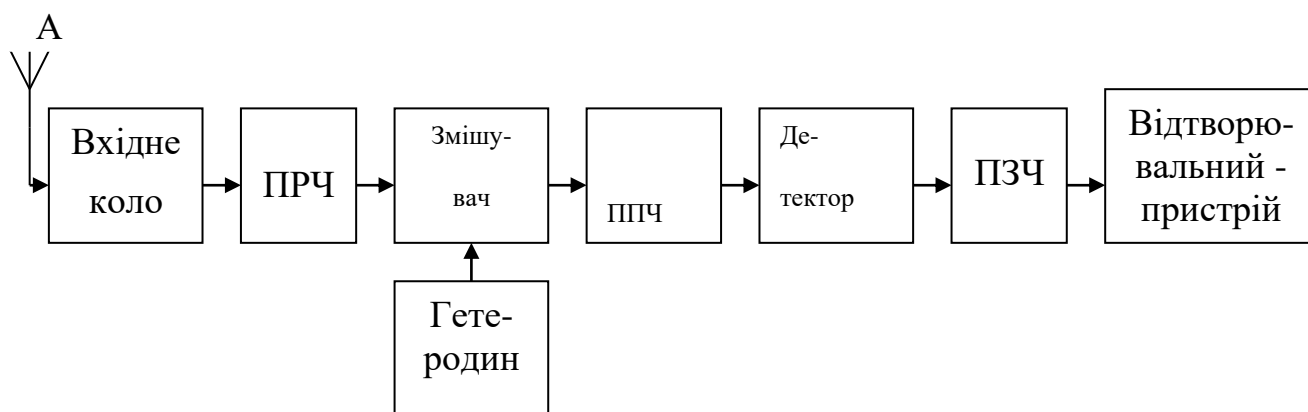 А
Вхідне
коло
ПРЧ
Змішу-
вач
ППЧ
Де-
тектор
ПЗЧ
Відтворю-
вальний -
пристрій
Гете-
родин